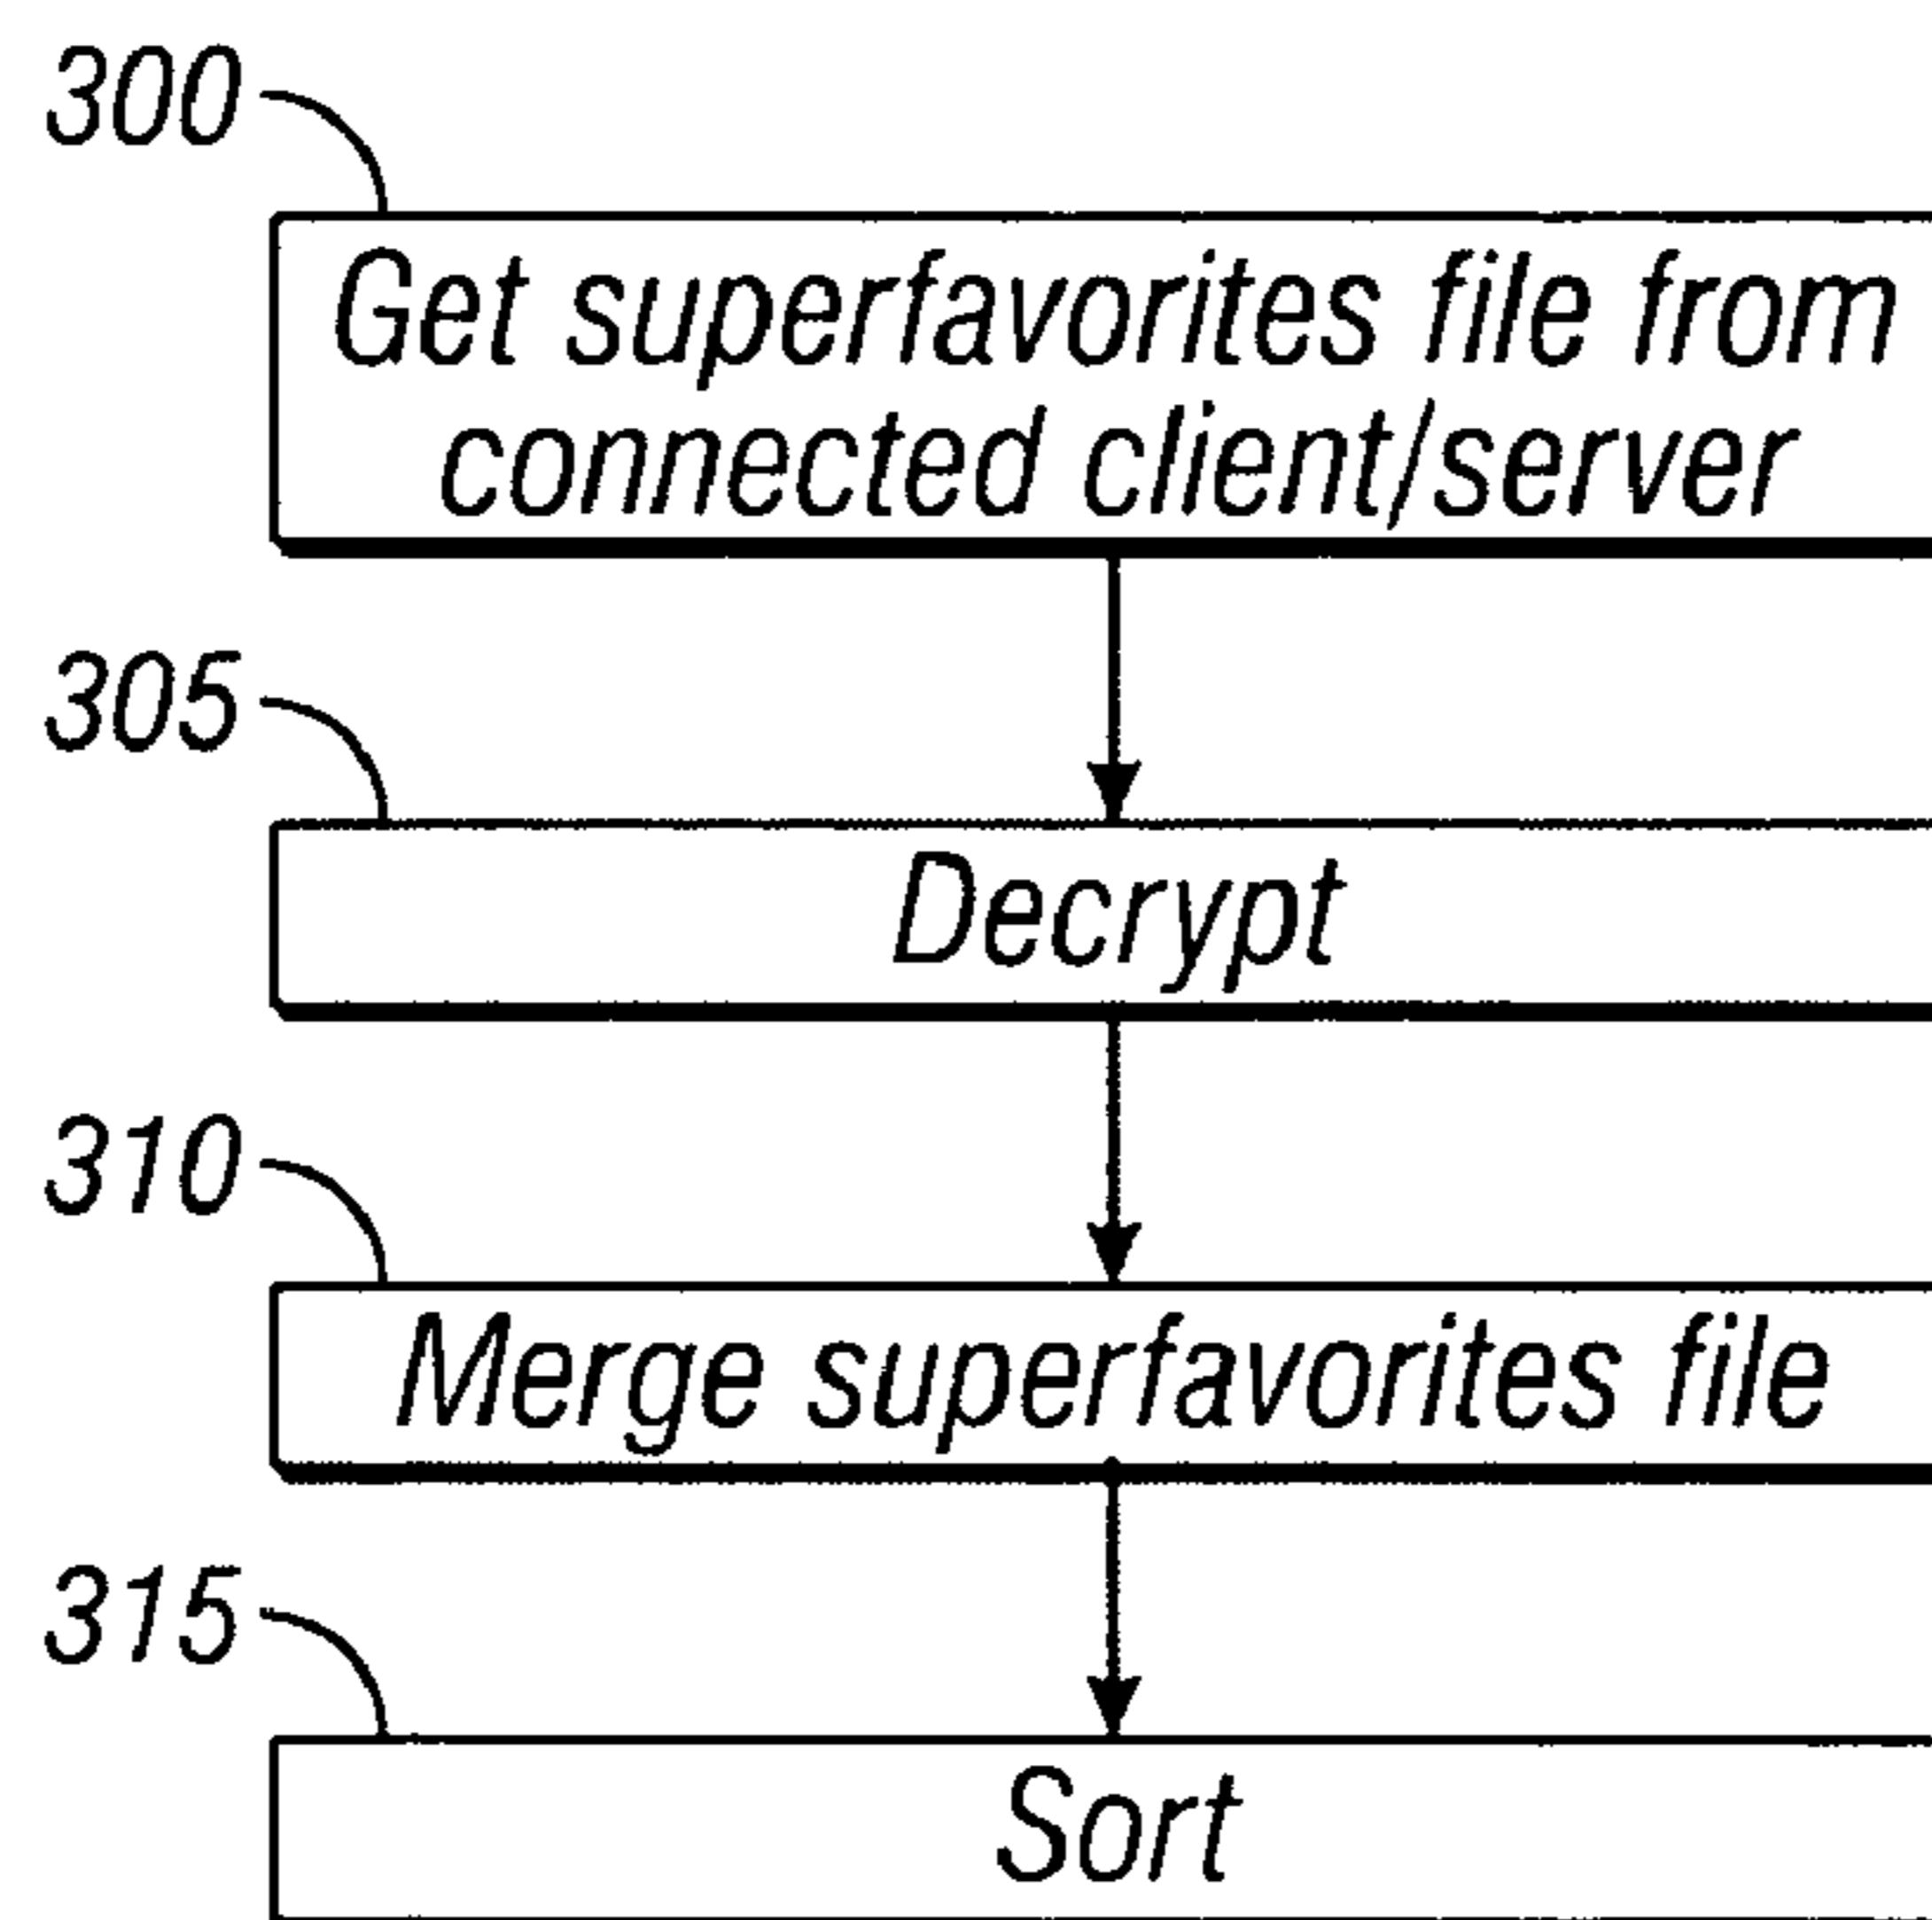 300
Get superfavorites file from
connected client/server
305
Decrypt
310
Merge superfavorites file
315
Sort